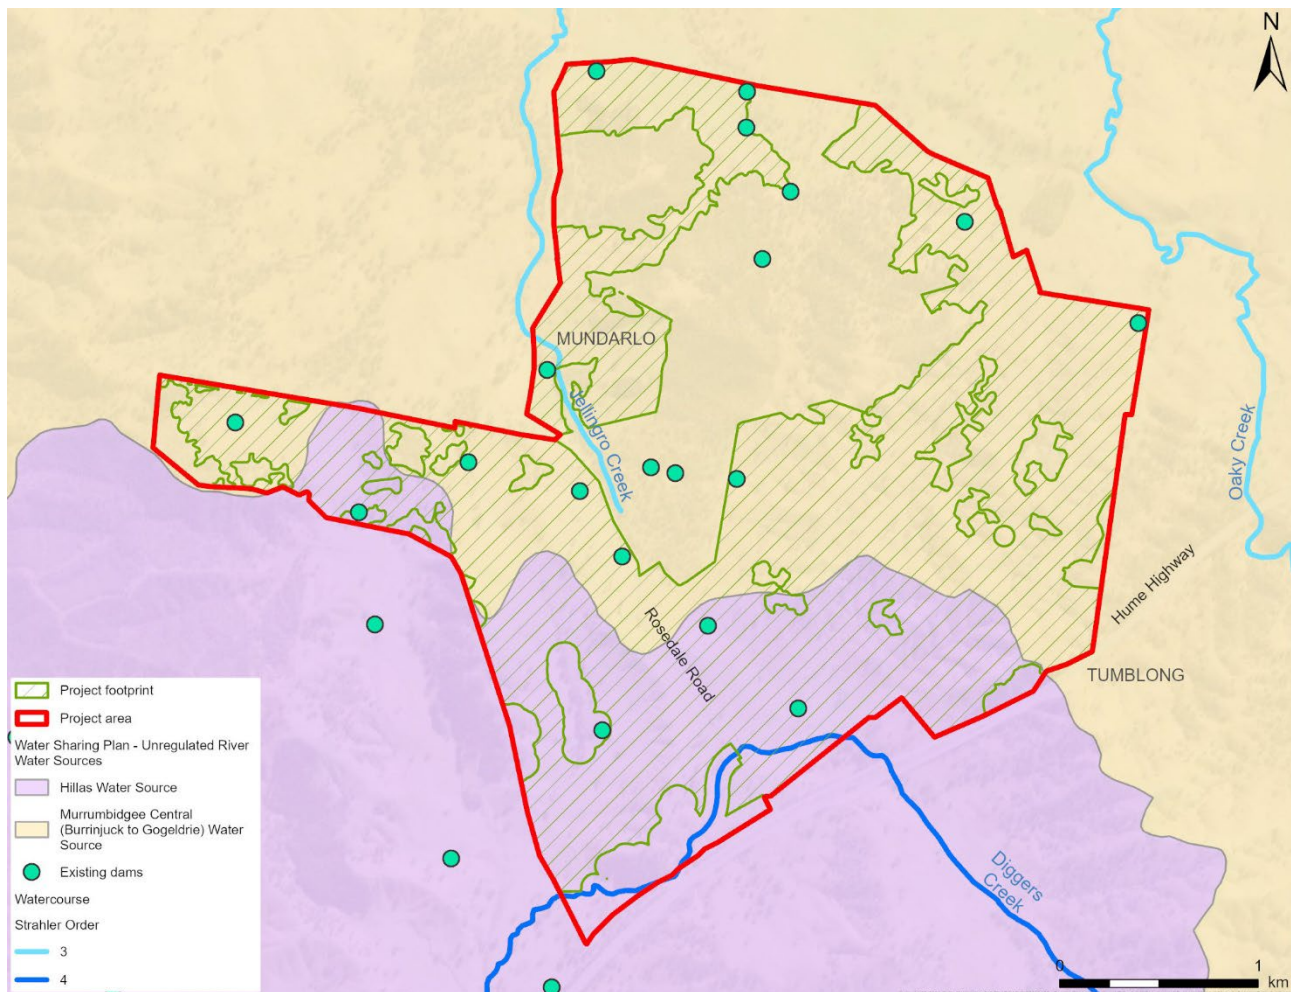 N
MUNDARLO
Jellingro Creek
Oaky Creek
Hume Highway
Rosedale Road
TUMBLONG
Diggers
Creek
Project footprint
Project area
Water Sharing Plan - Unregulated River
Water Sources
Hillas Water Source
Murrumbidgee Central
(Burrinjuck to Gogeldrie) Water
Source
Existing dams
Watercourse
Strahler Order
3
4
0 1
km